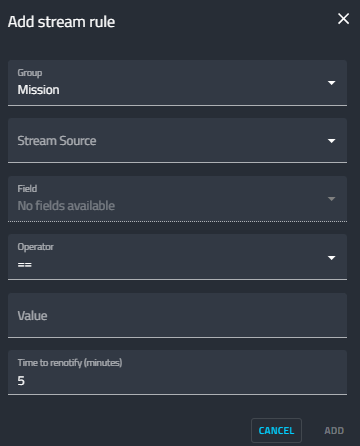 Add stream rule
Group
Mission
Stream Source
Field
No fields available
Operator
==
Value
Time to renotify (minutes)
5
CANCEL ADD